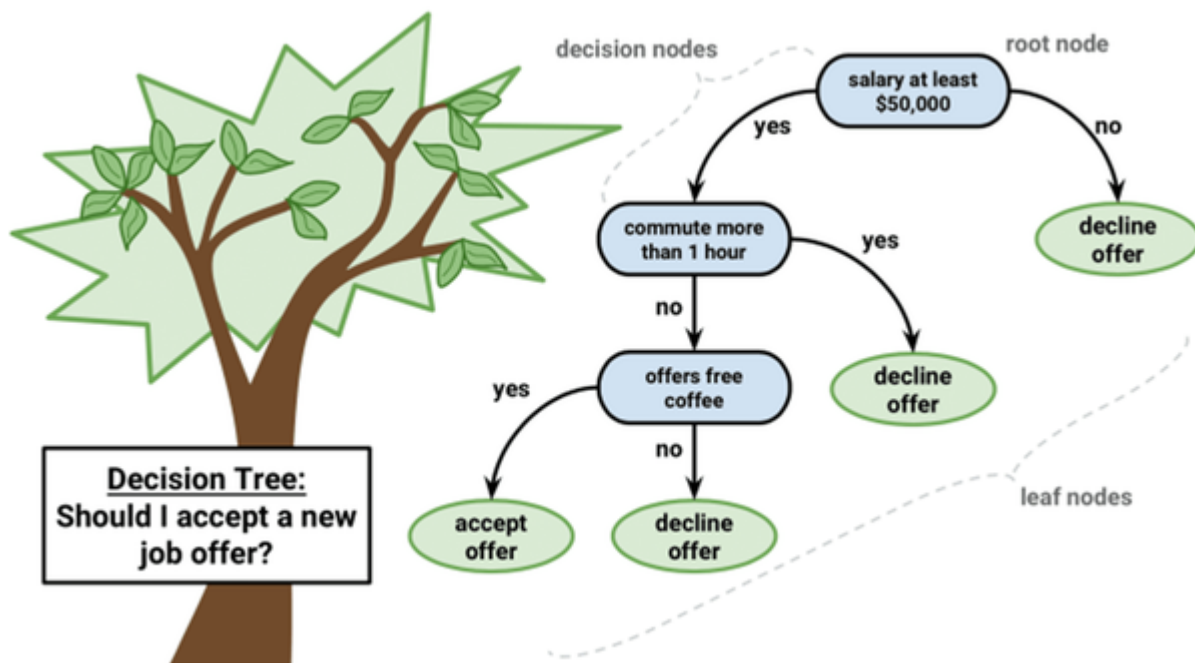 decision nodes
root node
salary at least
$50,000
yes
no
commute more
than 1 hour
yes
decline
offer
no
offers free
coffee
decline
offer
yes
no
accept
offer
decline
offer
leaf nodes
Decision Tree:
Should I accept a new
job offer?